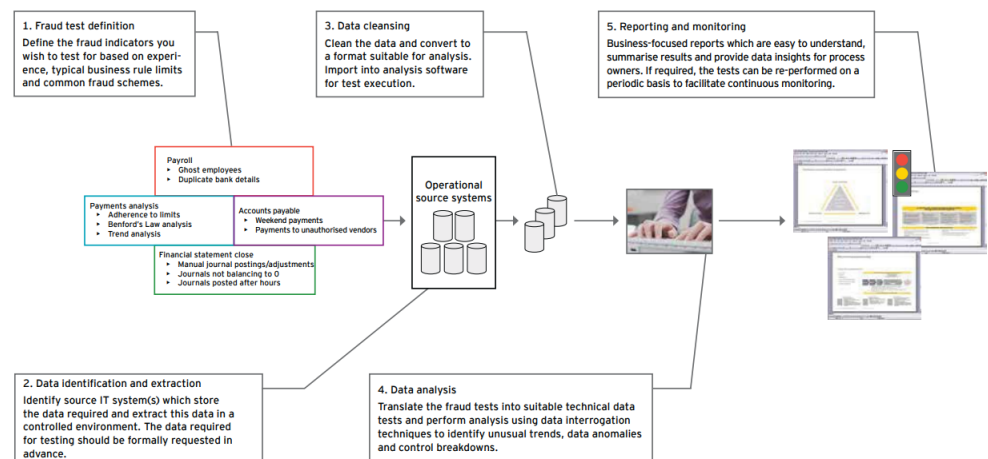 1. Fraud test definition
Define the fraud indicators you
wish to test for based on experi-
ence, typical business rule limits
and common fraud schemes.
3. Data cleansing
Clean the data and convert to
a format suitable for analysis.
Import into analysis software
for test execution.
5. Reporting and monitoring
Business-focused reports which are easy to understand,
summarise results and provide data insights for process
owners. If required, the tests can be re-performed on a
periodic basis to facilitate continuous monitoring.
Payroll
▸ Ghost employees
▸ Duplicate bank details
Payments analysis
▸ Adherence to limits
▸ Benford's Law analysis
▸ Trend analysis
Accounts payable
▸ Weekend payments
▸ Payments to unauthorised vendors
Financial statement close
▸ Manual journal postings/adjustments
▸ Journals not balancing to 0
▸ Journals posted after hours
Operational
source systems
2. Data identification and extraction
Identify source IT system(s) which store
the data required and extract this data in a
controlled environment. The data required
for testing should be formally requested in
advance.
4. Data analysis
Translate the fraud tests into suitable technical data
tests and perform analysis using data interrogation
techniques to identify unusual trends, data anomalies
and control breakdowns.